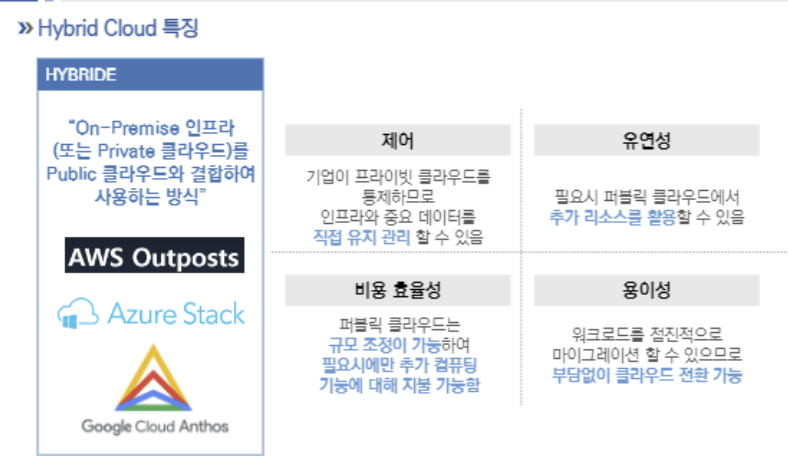 » Hybrid Cloud 특징
HYBRIDE
"On-Premise 인프라
(또는 Private 클라우드)를
Public 클라우드와 결합하여
사용하는 방식"
AWS Outposts
Azure Stack
Google Cloud Anthos
제어
기업이 프라이빗 클라우드를
통제하므로
인프라와 중요 데이터를
직접 유지 관리 할 수 있음
유연성
필요시 퍼블릭 클라우드에서
추가 리소스를 활용할 수 있음
비용 효율성
퍼블릭 클라우드는
규모 조정이 가능하여
필요시에만 추가 컴퓨팅
기능에 대해 지불 가능함
용이성
워크로드를 점진적으로
마이그레이션 할 수 있으므로
부담없이 클라우드 전환 가능